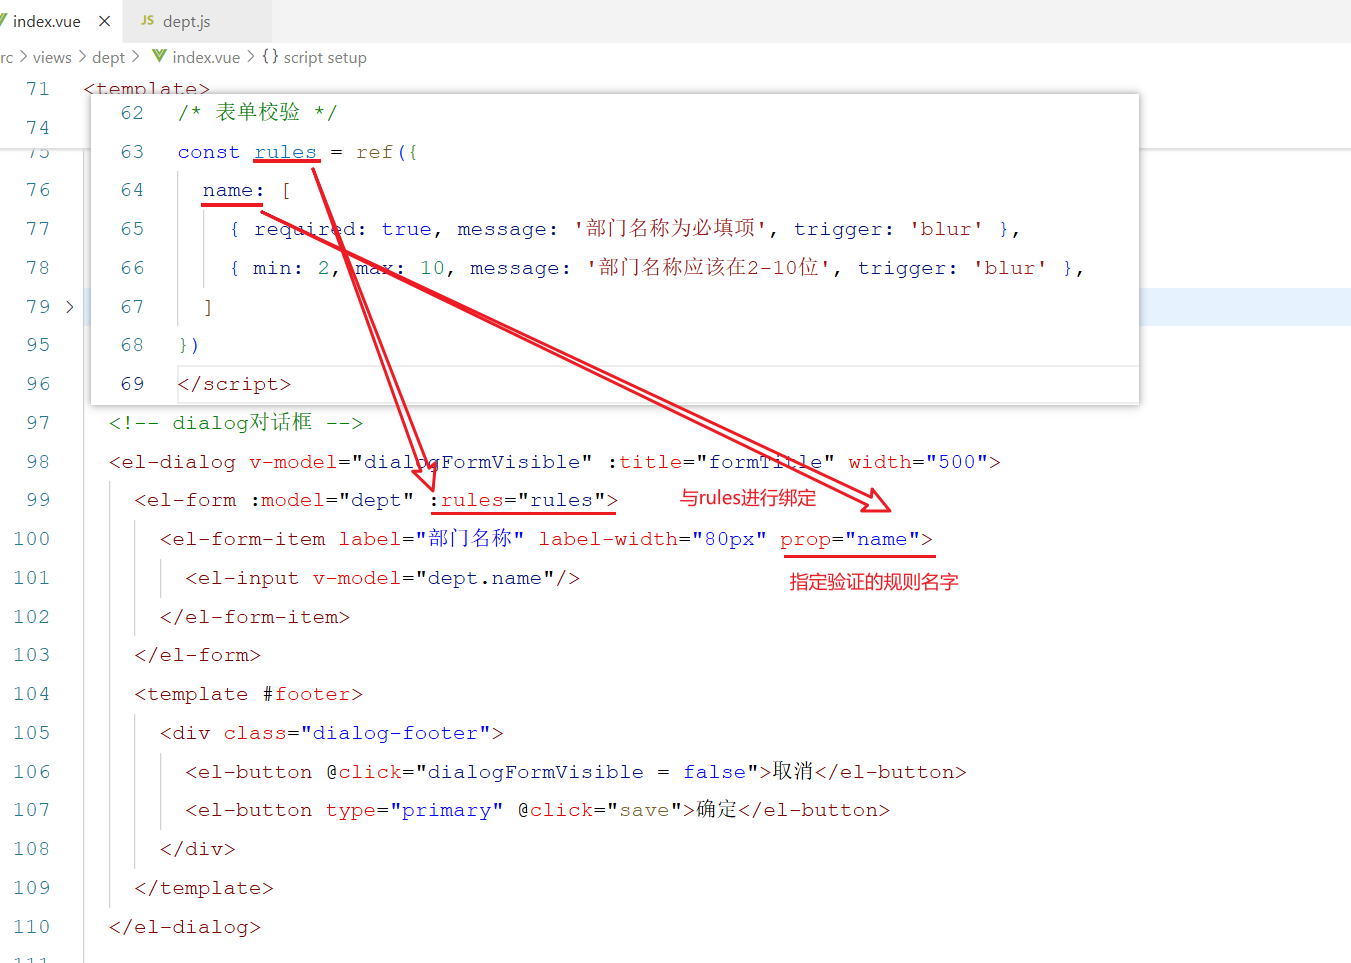 index.vue
JS dept.js
rc > views > dept > index.vue > {} script setup
71 <template>
74
62 /* 表单校验 */
75
63 const rules = ref({
76
64 name: [
77
65 { required: true, message: '部门名称为必填项', trigger: 'blur' },
78
66 { min: 2, max: 10, message: '部门名称应该在2-10位', trigger: 'blur' },
79
67 ]
95
68 })
96
69 </script>
97 <!-- dialog对话框 -->
98 <el-dialog v-model="dialogFormVisible" :title="formTitle" width="500">
99 <el-form :model="dept" :rules="rules">
与rules进行绑定
100 <el-form-item label="部门名称" label-width="80px" prop="name">
101 <el-input v-model="dept.name"/>
指定验证的规则名字
102 </el-form-item>
103 </el-form>
104 <template #footer>
105 <div class="dialog-footer">
106 <el-button @click="dialogFormVisible = false">取消</el-button>
107 <el-button type="primary" @click="save">确定</el-button>
108 </div>
109 </template>
110 </el-dialog>
111